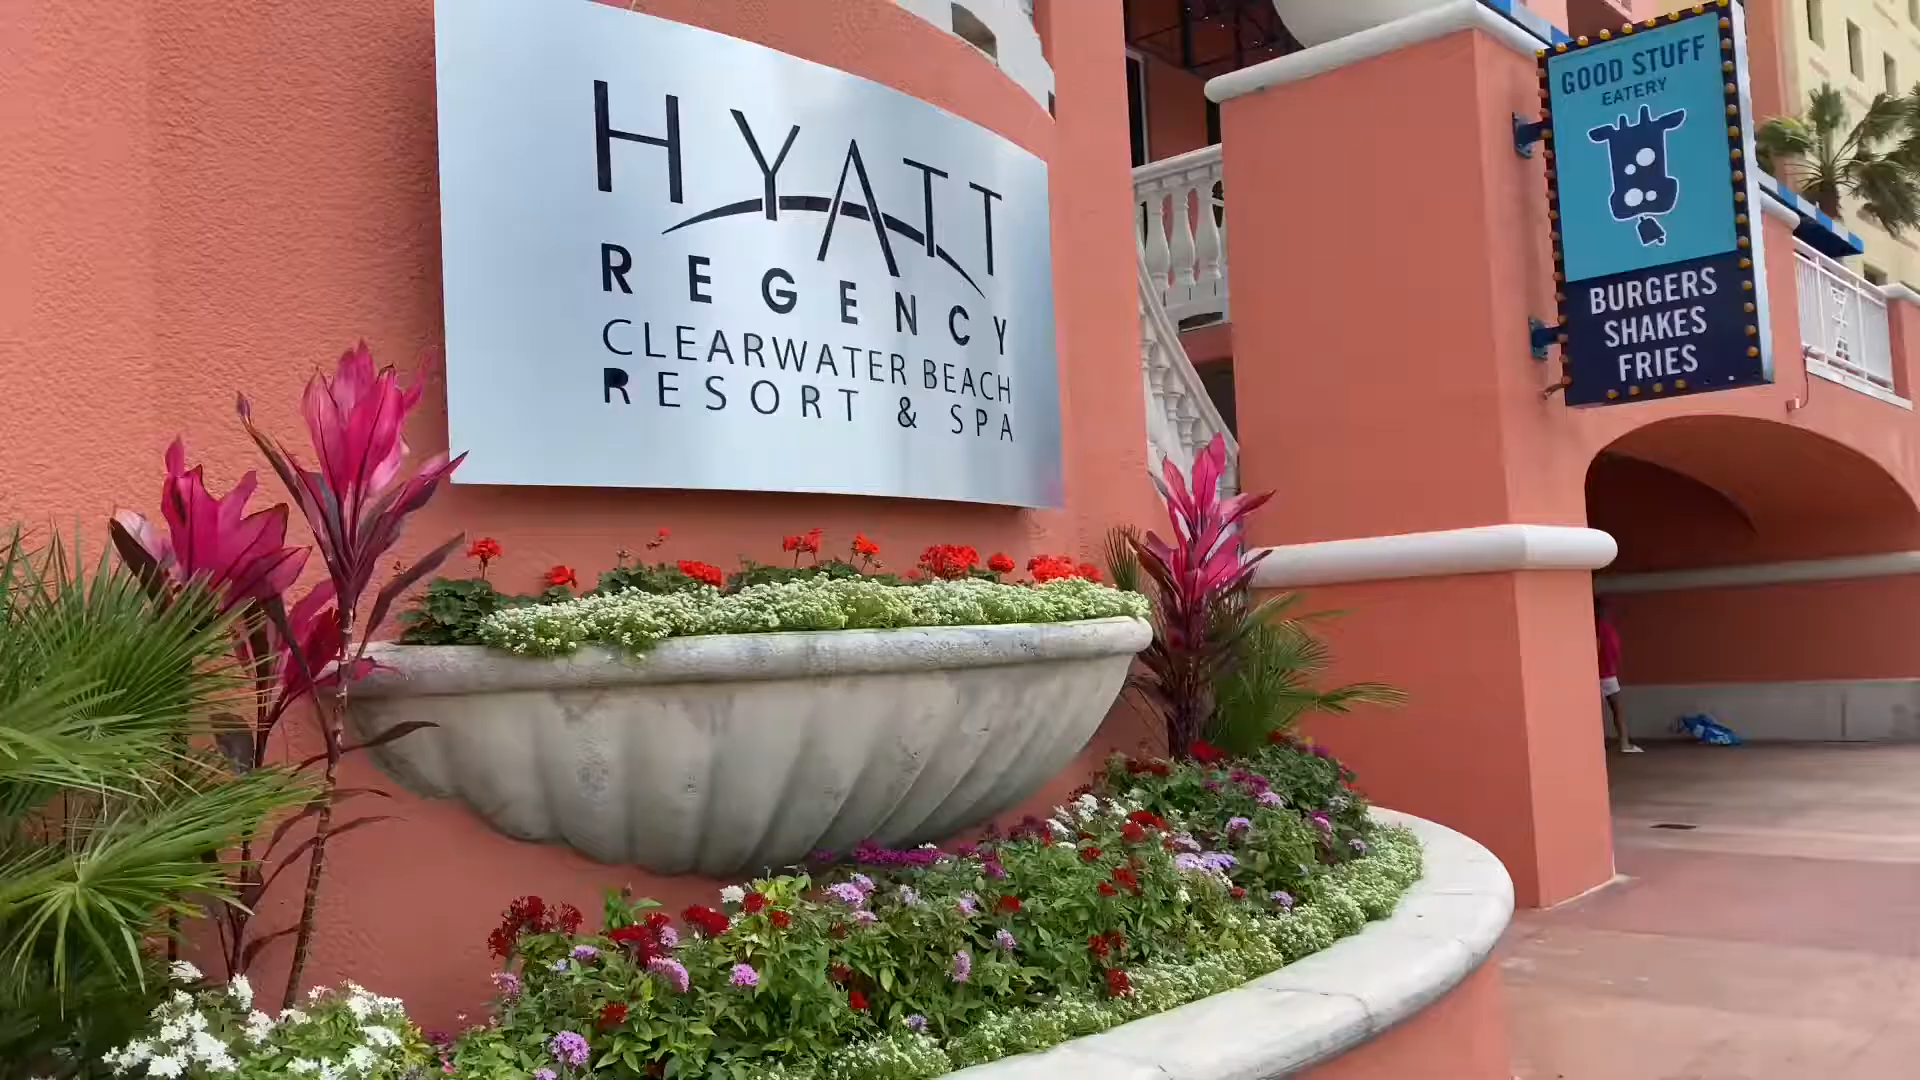 HYATT
REGENCY
CLEARWATER BEACH
RESORT & SPA
GOOD STUFF
EATERY
BURGERS
SHAKES
FRIES